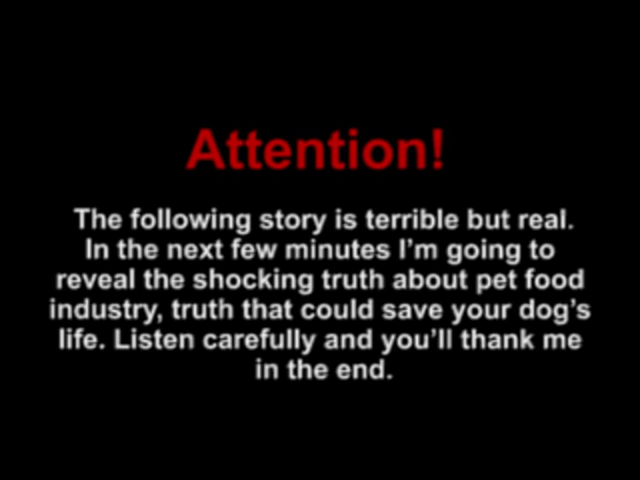 Attention!
The following story is terrible but real.
In the next few minutes I'm going to
reveal the shocking truth about pet food
industry, truth that could save your dog's
life. Listen carefully and you'll thank me
in the end.